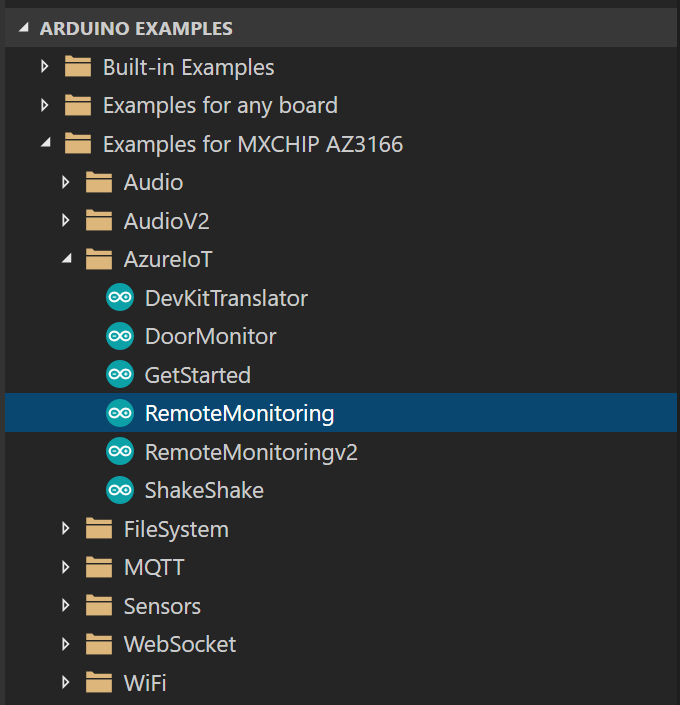 ARDUINO EXAMPLES
Built-in Examples
Examples for any board
Examples for MXCHIP AZ3166
Audio
AudioV2
AzureIoT
DevKitTranslator
DoorMonitor
GetStarted
RemoteMonitoring
RemoteMonitoringv2
ShakeShake
FileSystem
MQTT
Sensors
WebSocket
WiFi